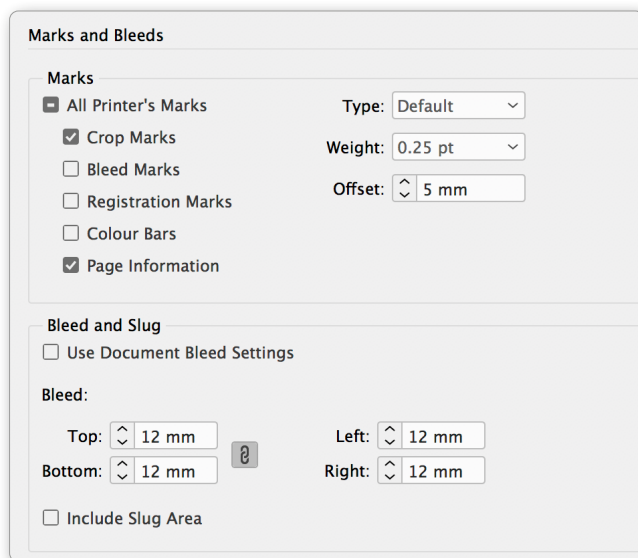 Marks and Bleeds
Marks
All Printer's Marks
Type: Default
Crop Marks
Weight: 0.25 pt
Bleed Marks
Offset: 5 mm
Registration Marks
Colour Bars
Page Information
Bleed and Slug
Use Document Bleed Settings
Bleed:
Top: 12 mm
Left: 12 mm
Bottom: 12 mm
Right: 12 mm
Include Slug Area